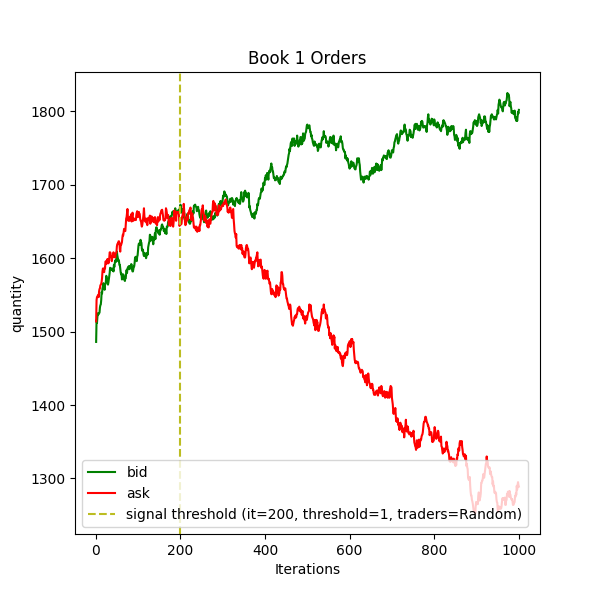 Book 1 Orders
quantity
1800
1700
1600
1500
1400
1300
bid
ask
signal threshold (it=200, threshold=1, traders=Random)
0 200 400 600 800 1000
Iterations